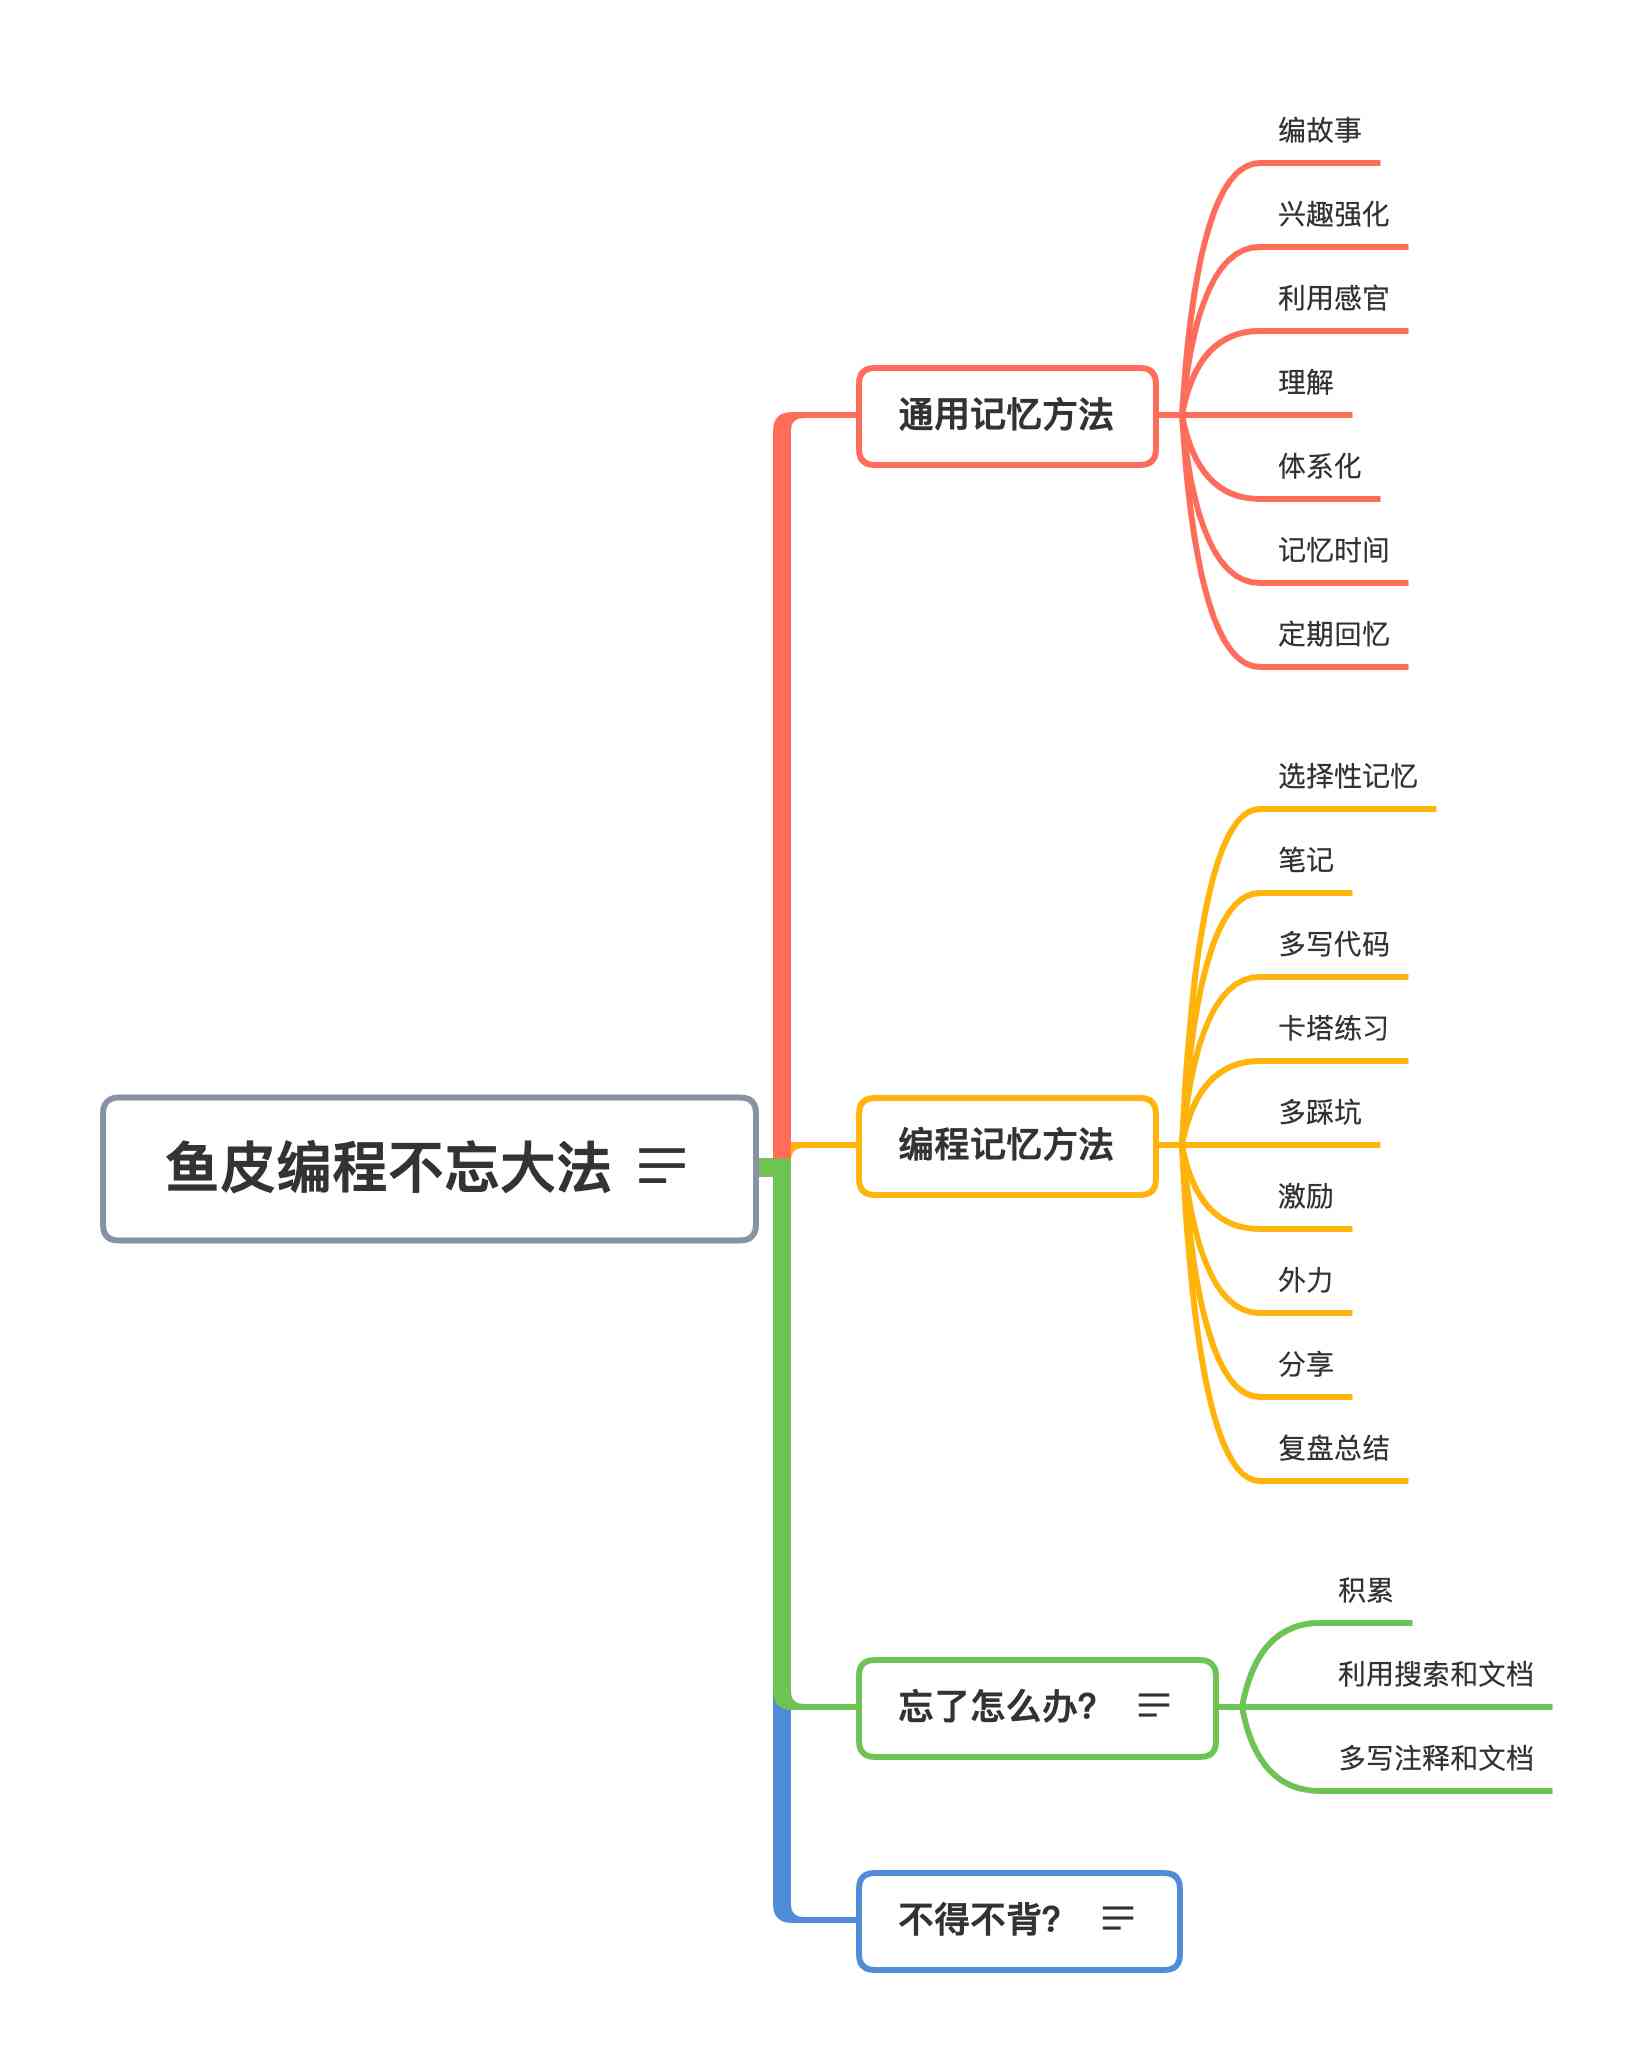 鱼皮编程不忘大法
通用记忆方法
编故事
兴趣强化
利用感官
理解
体系化
记忆时间
定期回忆
编程记忆方法
选择性记忆
笔记
多写代码
卡塔练习
多踩坑
激励
外力
分享
复盘总结
忘了怎么办?
积累
利用搜索和文档
多写注释和文档
不得不背?